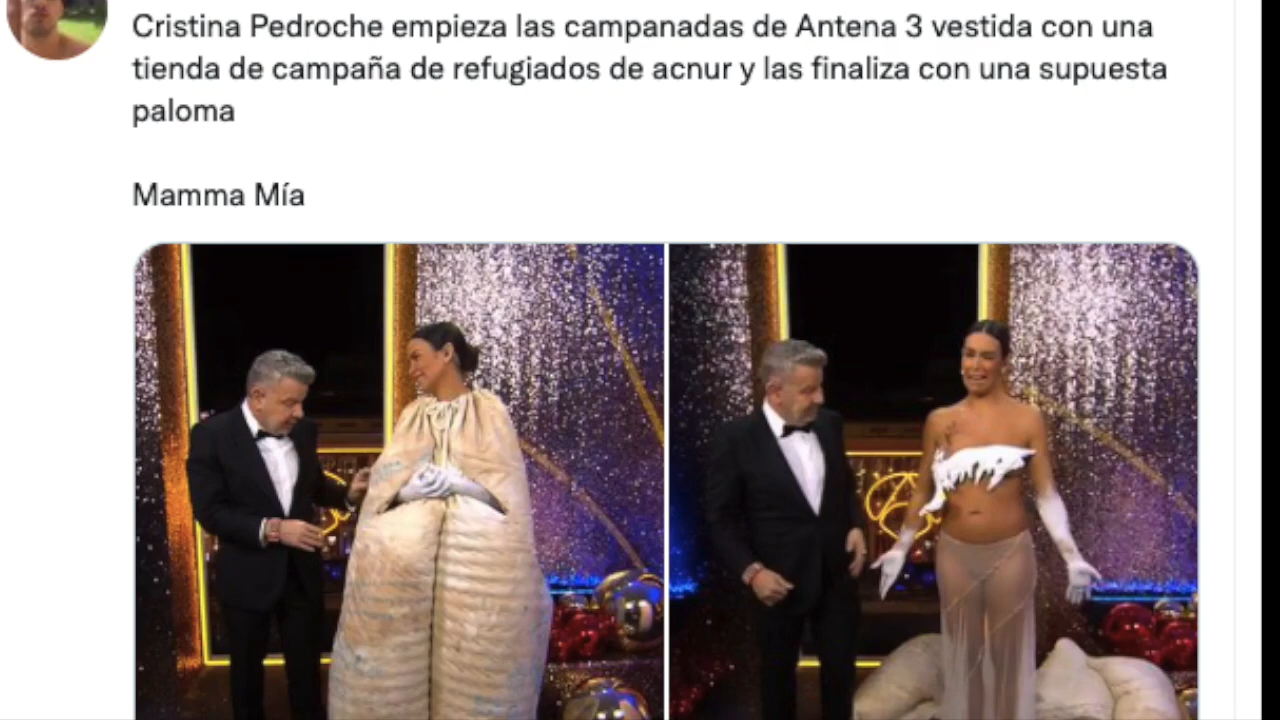 Cristina Pedroche empieza las campanadas de Antena 3 vestida con una
tienda de campaña de refugiados de acnur y las finaliza con una supuesta
paloma
Mamma Mía